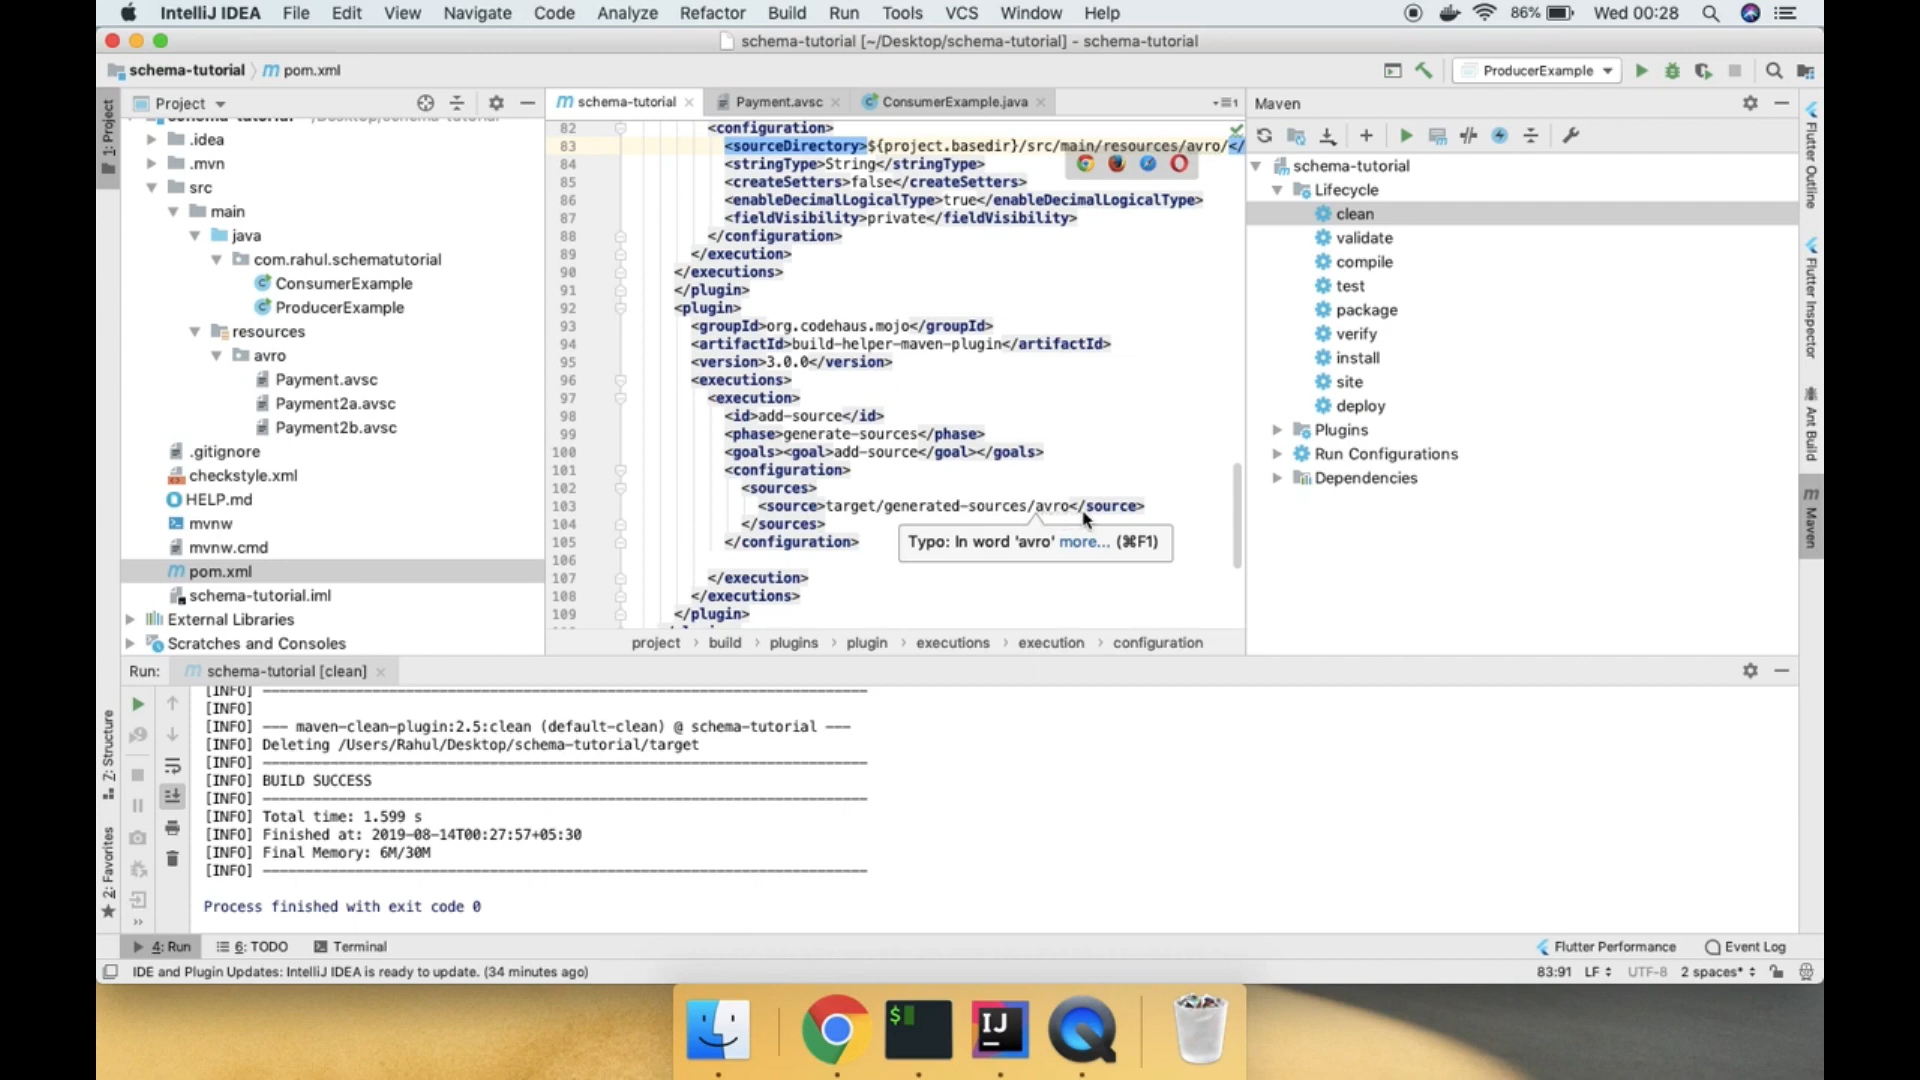 IntelliJ IDEA File Edit View Navigate Code Analyze Refactor Build Run Tools VCS Window Help 86% Wed 00:28
schema-tutorial [~/Desktop/schema-tutorial] - schema-tutorial
schema-tutorial pom.xml ProducerExample
Project
schema-tutorial Payment.avsc ConsumerExample.java
Maven
1: Project
.idea
.mvn
src
main
java
com.rahul.schematutorial
ConsumerExample
ProducerExample
resources
avro
Payment.avsc
Payment2a.avsc
Payment2b.avsc
.gitignore
checkstyle.xml
HELP.md
mvnw
mvnw.cmd
pom.xml
schema-tutorial.iml
External Libraries
Scratches and Consoles
82 <configuration>
83 <sourceDirectory>${project.basedir}/src/main/resources/avro/</
84 <stringType>String</stringType>
85 <createSetters>false</createSetters>
86 <enableDecimalLogicalType>true</enableDecimalLogicalType>
87 <fieldVisibility>private</fieldVisibility>
88 </configuration>
89 </execution>
90 </executions>
91 </plugin>
92 <plugin>
93 <groupId>org.codehaus.mojo</groupId>
94 <artifactId>build-helper-maven-plugin</artifactId>
95 <version>3.0.0</version>
96 <executions>
97 <execution>
98 <id>add-source</id>
99 <phase>generate-sources</phase>
100 <goals><goal>add-source</goal></goals>
101 <configuration>
102 <sources>
103 <source>target/generated-sources/avro</source>
104 </sources>
105 </configuration>
106
107 </execution>
108 </executions>
109 </plugin>
Typo: In word 'avro' more... (⌘F1)
project › build › plugins › plugin › executions › execution › configuration
schema-tutorial
Lifecycle
clean
validate
compile
test
package
verify
install
site
deploy
Plugins
Run Configurations
Dependencies
Flutter Outline
Flutter Inspector
Ant Build
Maven
Run: schema-tutorial [clean]
[INFO] ------------------------------------------------------------------------
[INFO]
[INFO] --- maven-clean-plugin:2.5:clean (default-clean) @ schema-tutorial ---
[INFO] Deleting /Users/Rahul/Desktop/schema-tutorial/target
[INFO] ------------------------------------------------------------------------
[INFO] BUILD SUCCESS
[INFO] ------------------------------------------------------------------------
[INFO] Total time: 1.599 s
[INFO] Finished at: 2019-08-14T00:27:57+05:30
[INFO] Final Memory: 6M/30M
[INFO] ------------------------------------------------------------------------
Process finished with exit code 0
Z: Structure
2: Favorites
4: Run 6: TODO Terminal Flutter Performance Event Log
IDE and Plugin Updates: IntelliJ IDEA is ready to update. (34 minutes ago) 83:91 LF UTF-8 2 spaces*
$
IJ